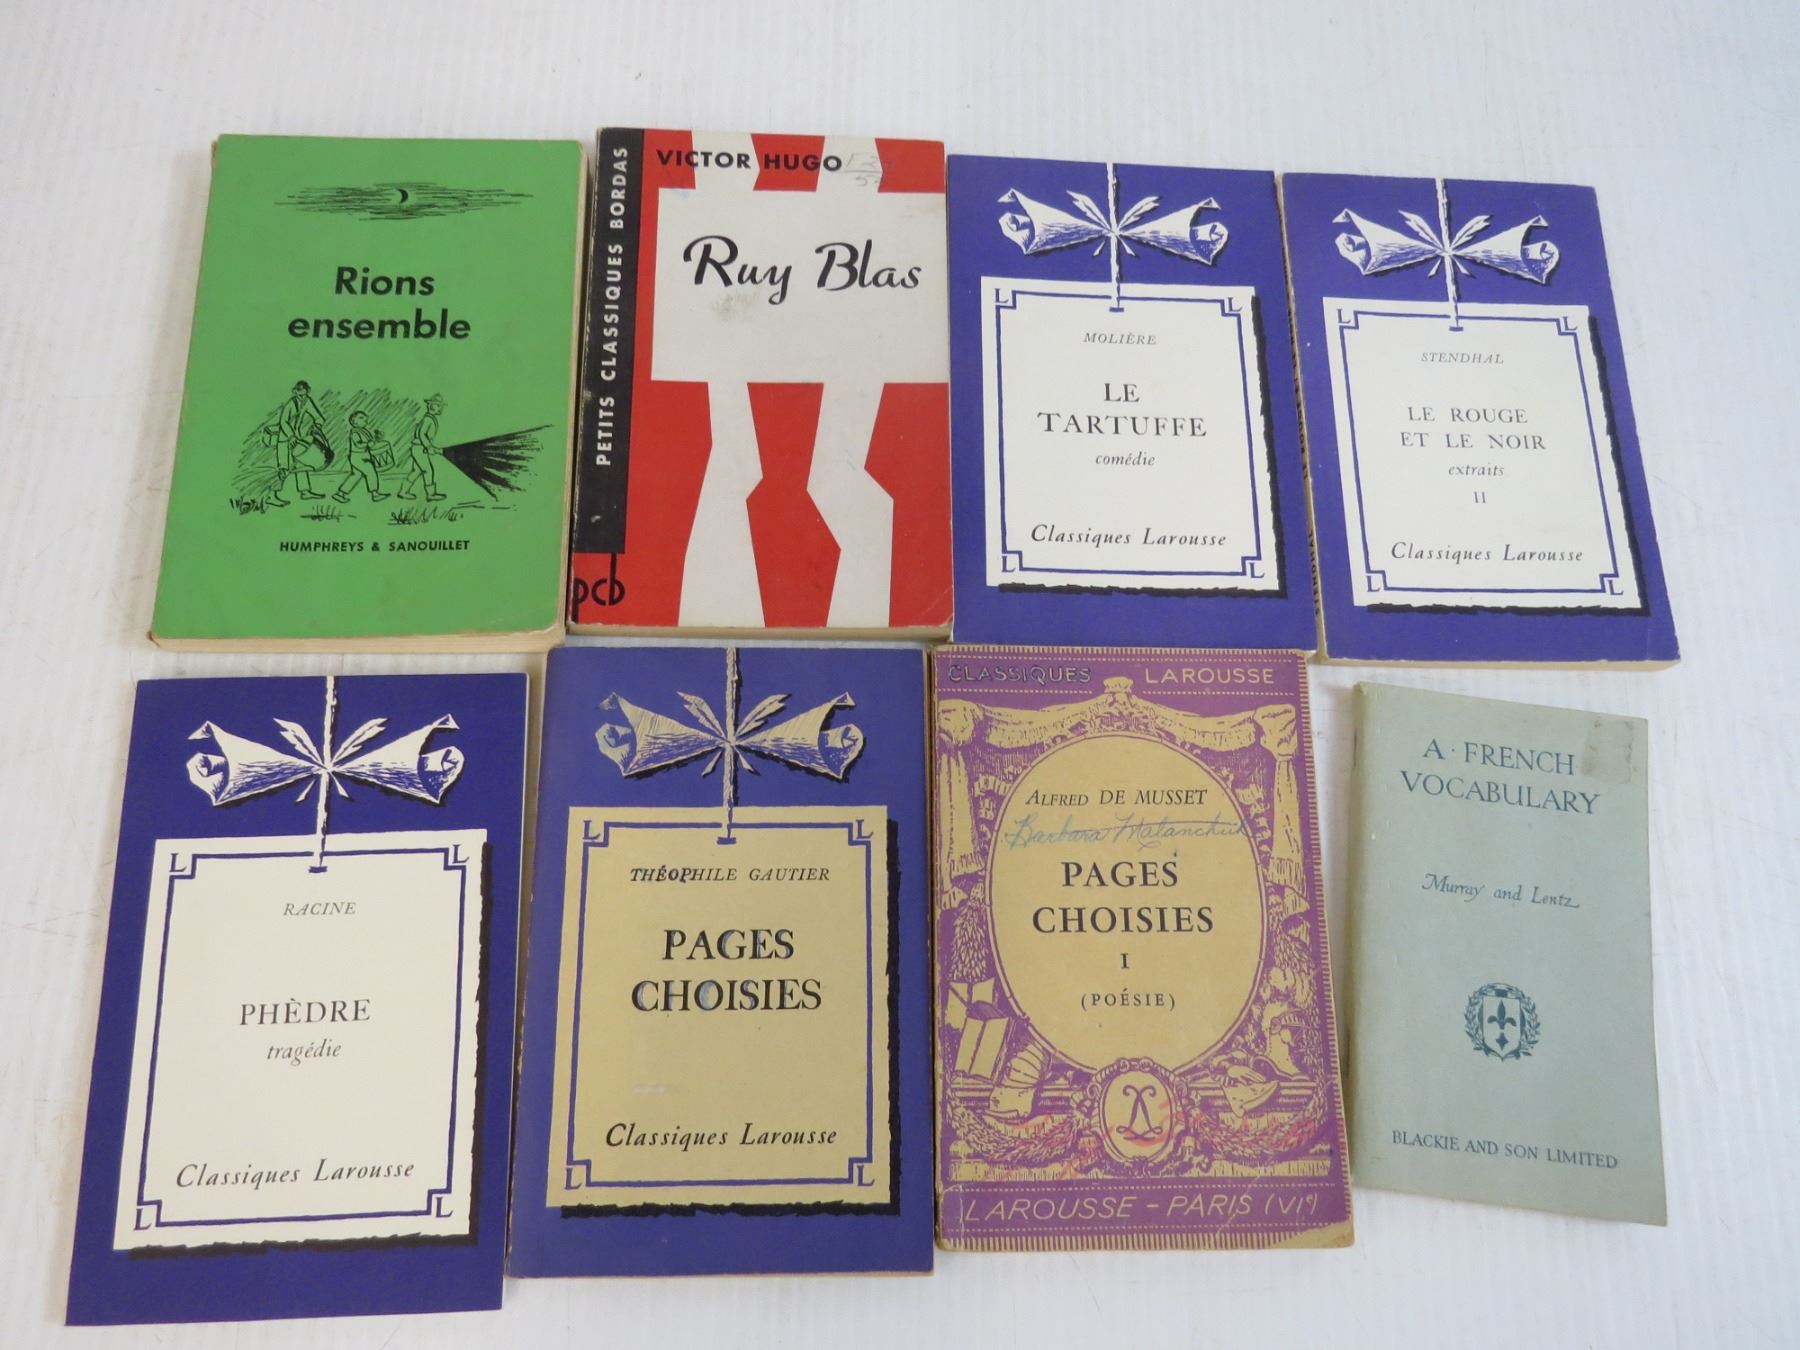 Rions
ensemble
HUMPHREYS & SANOUILLET
PETITS CLASSIQUES BORDAS
VICTOR HUGO
Ruy Blas
pcb
MOLIÈRE
LE
TARTUFFE
comédie
Classiques Larousse
STENDHAL
LE ROUGE
ET LE NOIR
extraits
II
Classiques Larousse
RACINE
PHÈDRE
tragédie
Classiques Larousse
THÉOPHILE GAUTIER
PAGES
CHOISIES
Classiques Larousse
CLASSIQUES LAROUSSE
ALFRED DE MUSSET
Barbara Malanchuk
PAGES
CHOISIES
I
(POÉSIE)
LAROUSSE – PARIS (VIe)
A · FRENCH
VOCABULARY
Murray and Lentz
BLACKIE AND SON LIMITED